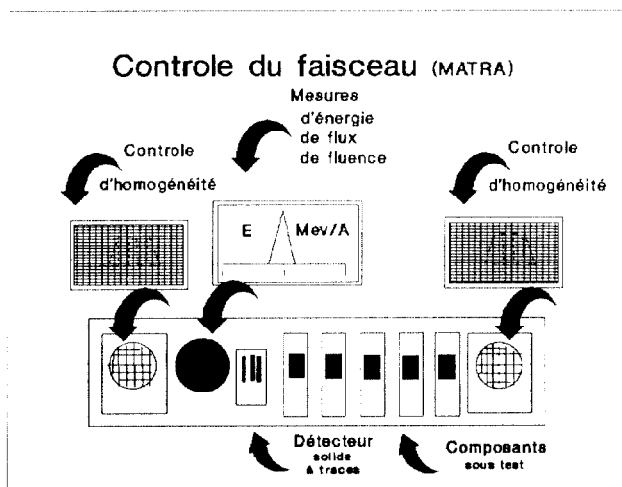 Controle du faisceau (MATRA)
Mesures
d'énergie
de flux
de fluence
Controle
d'homogénéité
Controle
d'homogénéité
E Mev/A
Détecteur
solide
à traces
Composants
sous test